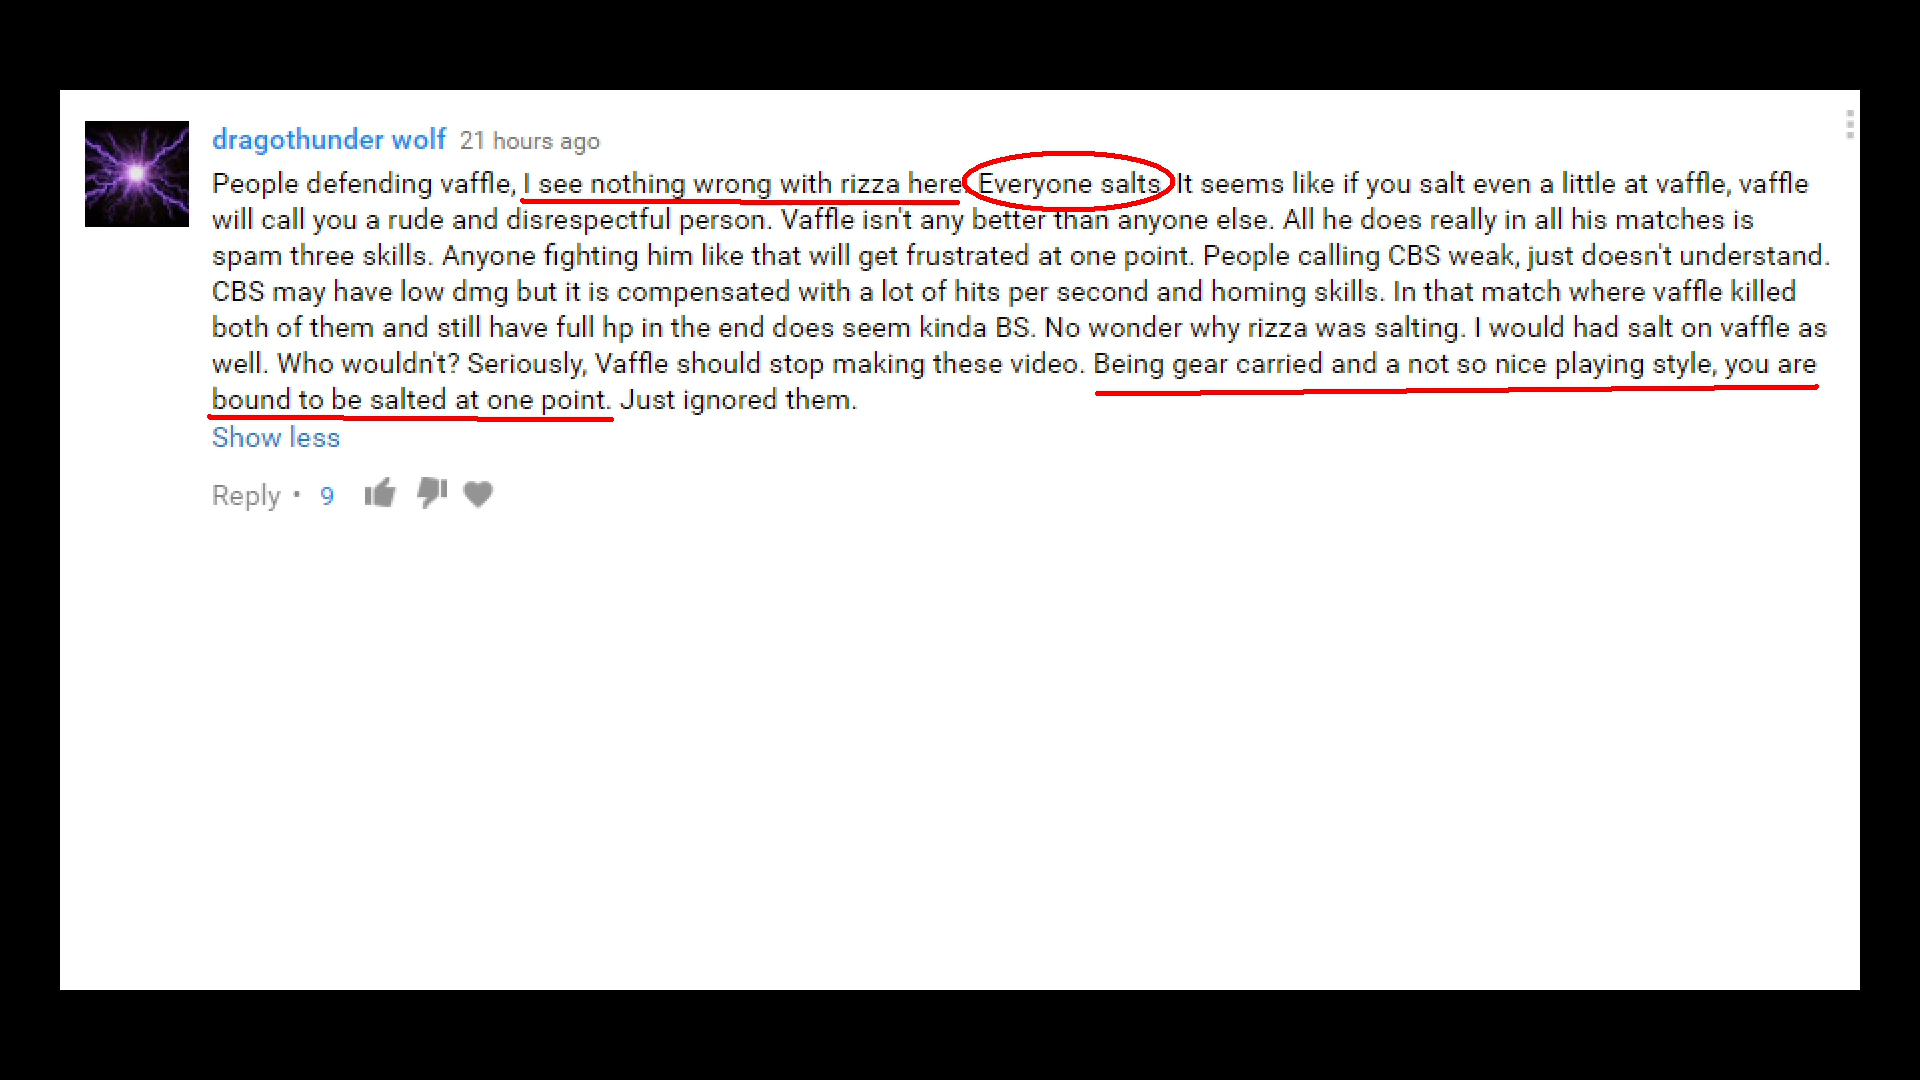 dragothunder wolf 21 hours ago
People defending vaffle, I see nothing wrong with rizza here Everyone salts It seems like if you salt even a little at vaffle, vaffle
will call you a rude and disrespectful person. Vaffle isn't any better than anyone else. All he does really in all his matches is
spam three skills. Anyone fighting him like that will get frustrated at one point. People calling CBS weak, just doesn't understand.
CBS may have low dmg but it is compensated with a lot of hits per second and homing skills. In that match where vaffle killed
both of them and still have full hp in the end does seem kinda BS. No wonder why rizza was salting. I would had salt on vaffle as
well. Who wouldn't? Seriously, Vaffle should stop making these video. Being gear carried and a not so nice playing style, you are
bound to be salted at one point. Just ignored them.
Show less
Reply • 9